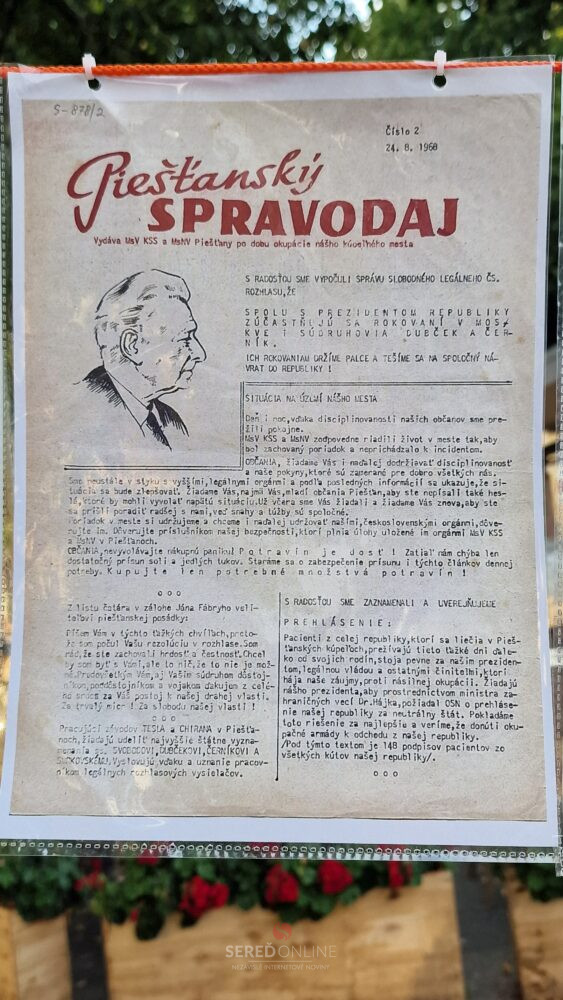 S-878/2
Číslo 2
24. 8. 1968
Piešťanský
SPRAVODAJ
Vydáva MsV KSS a MsNV Piešťany po dobu okupácie nášho kúpeľného mesta
S RADOSŤOU SME VYPOČULI SPRÁVU SLOBODNÉHO LEGÁLNEHO ČS.
ROZHLASU,ŽE
SPOLU S PREZIDENTOM REPUBLIKY
ZÚČASTŇUJÚ SA ROKOVANÍ V MOS/
KVE I SÚDRUHOVIA DUBČEK A ČER-
NÍK.
ICH ROKOVANIAM DRŽÍME PALCE A TEŠÍME SA NA SPOLOČNÝ NÁ-
VRAT DO REPUBLIKY !
SITUÁCIA NA ÚZEMÍ NÁŠHO MESTA
Deň i noc,vďaka disciplinovanosti našich občanov sme pre-
žili pokojne.
MsV KSS a MsNV zodpovedne riadili život v meste tak,aby
bol zachovaný poriadok a neprichádzalo k incidentom.
OBČANIA, žiadame Vás i naďalej dodržiavať disciplinovanosť
a naše pokyny,ktoré sú zamerané pre dobro všetkých nás.
Sme neustále v styku s vyššími,legálnymi orgánmi a podľa posledných informácií sa ukazuje,že si-
tuácia sa bude zlepšovať. Žiadame Vás,najmä Vás,mladí občania Piešťan,aby ste nepísali také hes-
lá,ktoré by mohli vyvolať napätú situáciu.Už včera sme Vás žiadali a žiadame Vás znova,aby ste
sa prišli poradiť radšej s nami,veď snahy a túžby sú spoločné.
Poriadok v meste si udržujeme a chceme i naďalej udržovať našimi,československými orgánmi,dôve-
rujte im. Dôverujte príslušníkom našej bezpečnosti,ktorí plnia úlohy uložené im orgánmi MsV KSS
a MsNV v Piešťanoch.
OBČANIA,nevyvolávajte nákupnú paniku! Potravín je dosť ! Zatiaľ nám chýba len
dostatočný prísun soli a jedlých tukov. Staráme sa o zabezpečenie prísunu i týchto článkov dennej
potreby. Kupujte len potrebné množstvá potravín !
o o o
Z listu čatára v zálohe Jána Fábryho veli-
teľovi piešťanskej posádky:
Píšem Vám v týchto ťažkých chvíľach,preto-
že som počul Vašu rezolúciu v rozhlase.Som
rád,že ste zachovali hrdosť a čestnosť.Chcel
by som byť s Vámi,ale to nič,že to nie je mož-
né.Predovšetkým Vám,aj Vašim súdruhom dôstoj-
níkom,poddôstojníkom a vojakom ďakujem z celé-
ho srdca za Váš postoj k našej drahej vlasti.
Za trvalý mier ! Za slobodu našej vlasti !
o o o
Pracujúci závodov TESLA a CHIRANA v Piešťa-
noch,žiadajú udeliť najvyššie štátne vyzna-
menania ss. SVOBODOVI,DUBČEKOVI,ČERNÍKOVI A
SMRKOVSKÉMU.Vyslovujú vďaku a uznanie pracov-
níkom legálnych rozhlasových vysielačov.
S RADOSŤOU SME ZAZNAMENALI A UVEREJŇUJEME
PREHLÁSENIE:
Pacienti z celej republiky,ktorí sa liečia v Pieš-
ťanských kúpeľoch,prežívajú tieto ťažké dni ďale-
ko od svojich rodín,stoja pevne za naším preziden-
tom,legálnou vládou a ostatnými činiteľmi,ktorí
hája naše záujmy,proti násilnej okupácii. Žiadajú
nášho prezidenta,aby prostredníctvom ministra za-
hraničných vecí Dr.Hájka,požiadal OSN o prehláse-
nie našej republiky za neutrálny štát. Pokladáme
toto riešenie za najlepšie a veríme,že donúti oku-
pačné armády k odchodu z našej republiky.
/Pod týmto textom je 148 podpisov pacientov zo
všetkých kútov našej republiky/.
o o o
SEREĎONLINE
NEZÁVISLÉ INTERNETOVÉ NOVINY